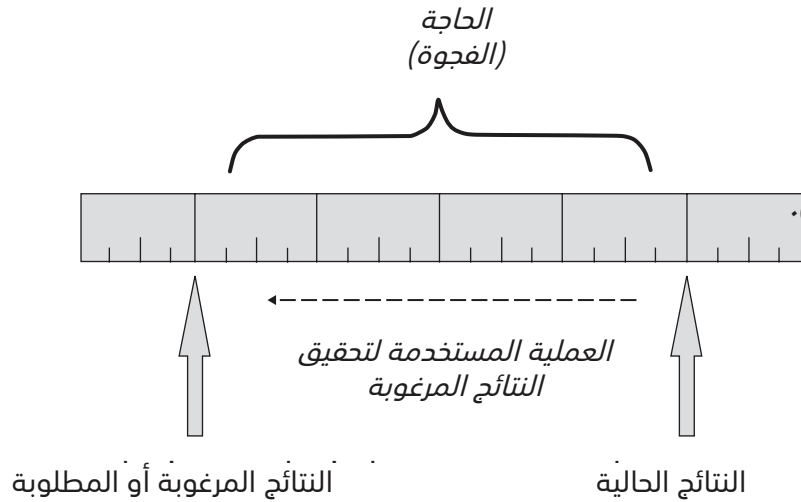 الحاجة
(الفجوة)
العملية المستخدمة لتحقيق
النتائج المرغوبة
النتائج الحالية
النتائج المرغوبة أو المطلوبة